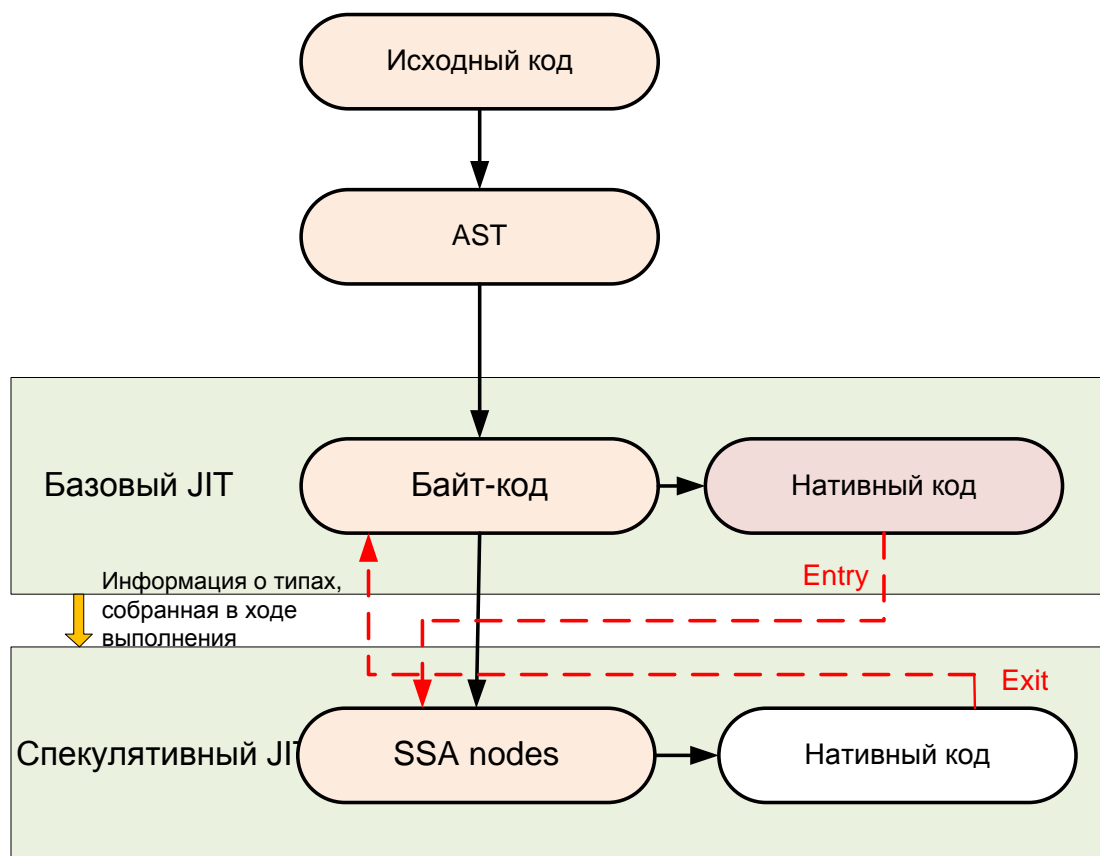 Исходный код
AST
Базовый JIT
Байт-код
Нативный код
Entry
Информация о типах,
собранная в ходе
выполнения
Exit
Спекулятивный JI
SSA nodes
Нативный код